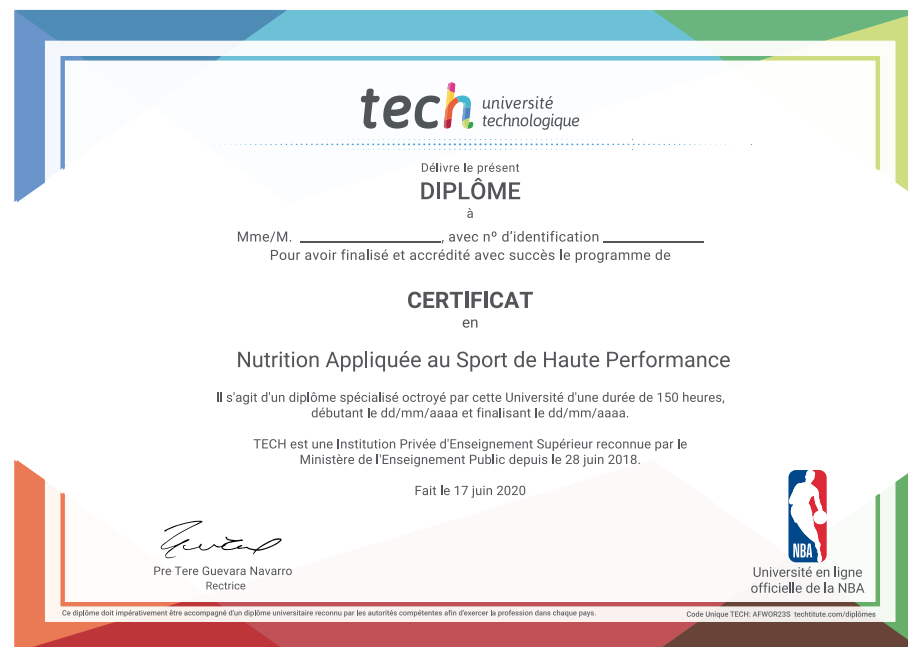 tech université
technologique
Délivre le présent
DIPLÔME
à
Mme/M. ____________________, avec nº d'identification ______________
Pour avoir finalisé et accrédité avec succès le programme de
CERTIFICAT
en
Nutrition Appliquée au Sport de Haute Performance
Il s'agit d'un diplôme spécialisé octroyé par cette Université d'une durée de 150 heures,
débutant le dd/mm/aaaa et finalisant le dd/mm/aaaa.
TECH est une Institution Privée d'Enseignement Supérieur reconnue par le
Ministère de l'Enseignement Public depuis le 28 juin 2018.
Fait le 17 juin 2020
Pre Tere Guevara Navarro
Rectrice
NBA
Université en ligne
officielle de la NBA
Ce diplôme doit impérativement être accompagné d'un diplôme universitaire reconnu par les autorités compétentes afin d'exercer la profession dans chaque pays.
Code Unique TECH: AFWOR23S techtitute.com/diplômes